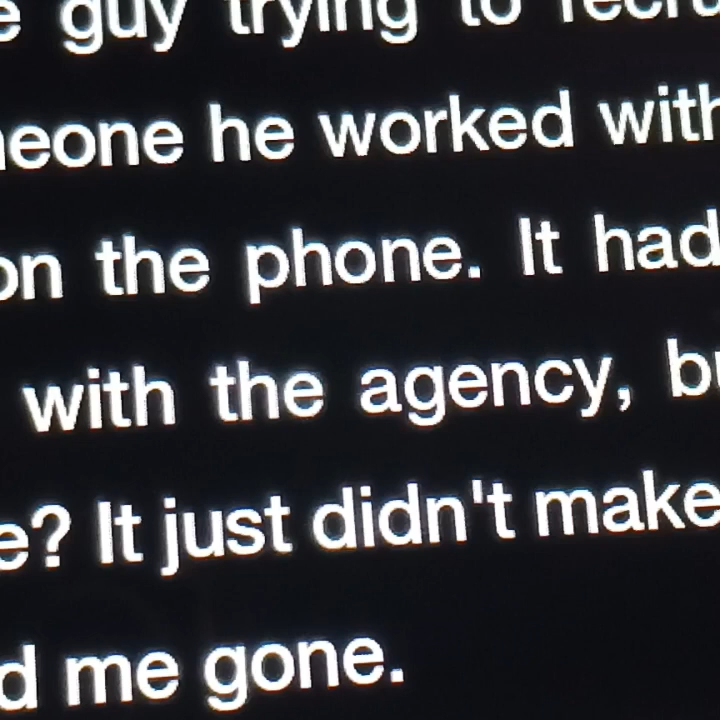 guy trying to
he worked with
on the phone. It had
with the agency,
It just didn't make
me gone.